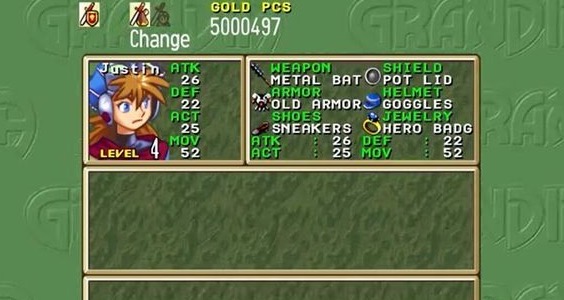 GOLD PCS
Change 5000497
Justin ATK
26
DEF
22
ACT
25
MOV
LEVEL 4 52
WEAPON SHIELD
METAL BAT POT LID
ARMOR HELMET
OLD ARMOR GOGGLES
SHOES JEWELRY
SNEAKERS HERO BADG
ATK : 26 DEF : 22
ACT : 25 MOV : 52
GRANDIA